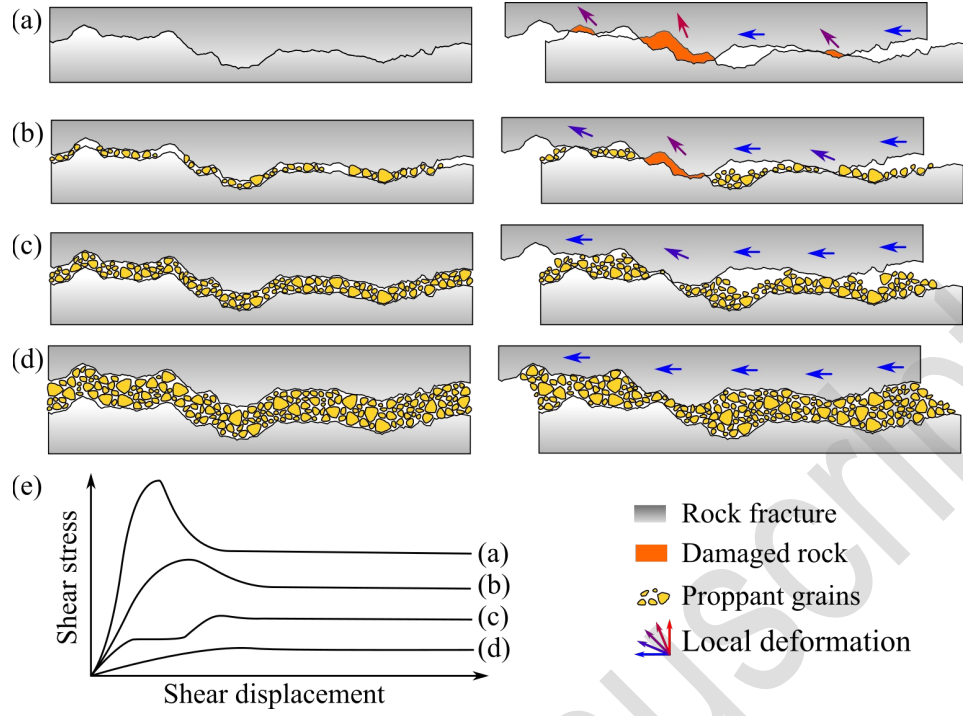 (a)
(b)
(c)
(d)
(e)
Shear stress
Shear displacement
(a)
(b)
(c)
(d)
Rock fracture
Damaged rock
Proppant grains
Local deformation